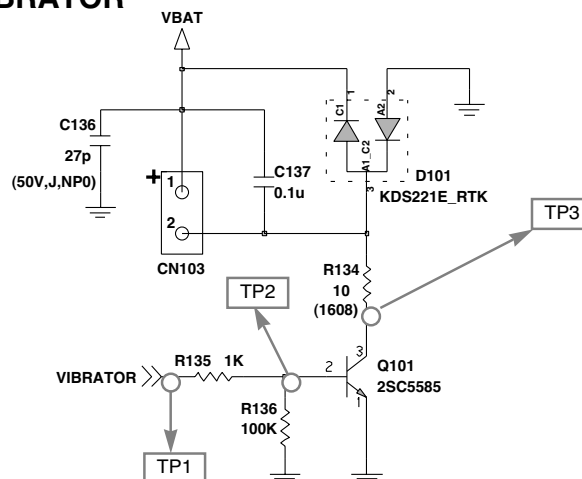 BRATOR
VBAT
C136
27p
(50V,J,NP0)
+
1
2
CN103
C137
0.1u
C1
1
A2
2
A1_C2
3
D101
KDS221E_RTK
TP3
R134
10
(1608)
TP2
VIBRATOR
R135 1K
2
3
1
Q101
2SC5585
R136
100K
TP1